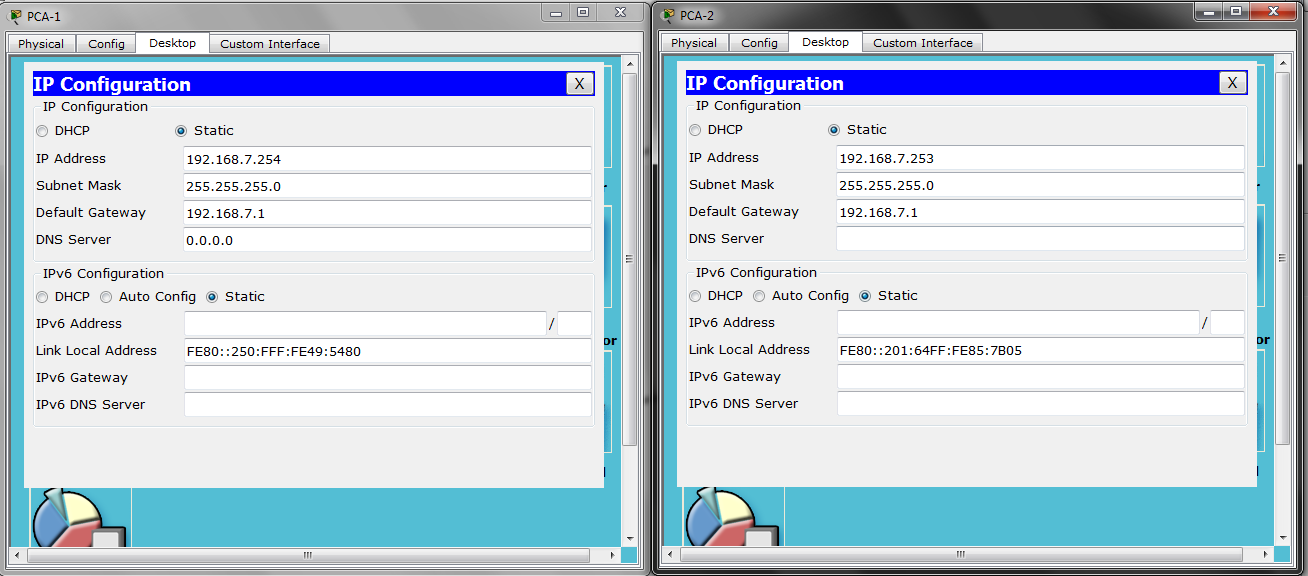 PCA-1
Physical Config Desktop Custom Interface
IP Configuration X
IP Configuration
DHCP Static
IP Address 192.168.7.254
Subnet Mask 255.255.255.0
Default Gateway 192.168.7.1
DNS Server 0.0.0.0
IPv6 Configuration
DHCP Auto Config Static
IPv6 Address /
Link Local Address FE80::250:FFF:FE49:5480
IPv6 Gateway
IPv6 DNS Server
or
PCA-2
Physical Config Desktop Custom Interface
IP Configuration X
IP Configuration
DHCP Static
IP Address 192.168.7.253
Subnet Mask 255.255.255.0
Default Gateway 192.168.7.1
DNS Server
IPv6 Configuration
DHCP Auto Config Static
IPv6 Address /
Link Local Address FE80::201:64FF:FE85:7B05
IPv6 Gateway
IPv6 DNS Server
or